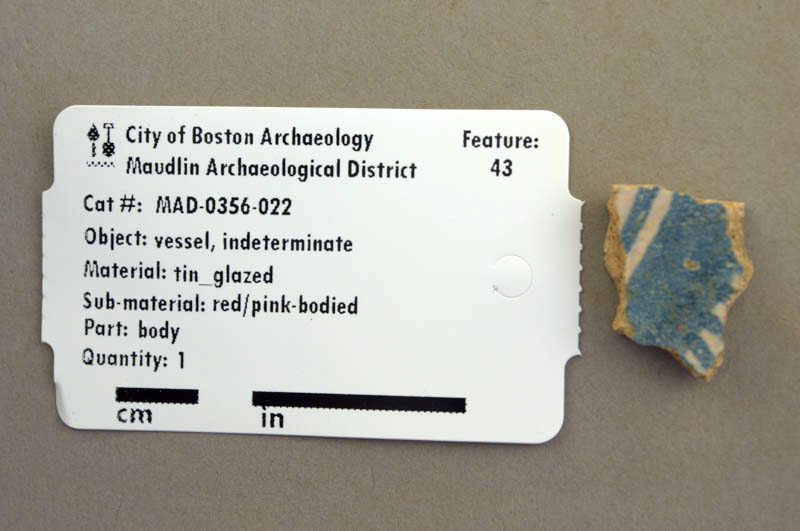 City of Boston Archaeology
Maudlin Archaeological District
Feature:
43
Cat #: MAD-0356-022
Object: vessel, indeterminate
Material: tin_glazed
Sub-material: red/pink-bodied
Part: body
Quantity: 1
cm
in